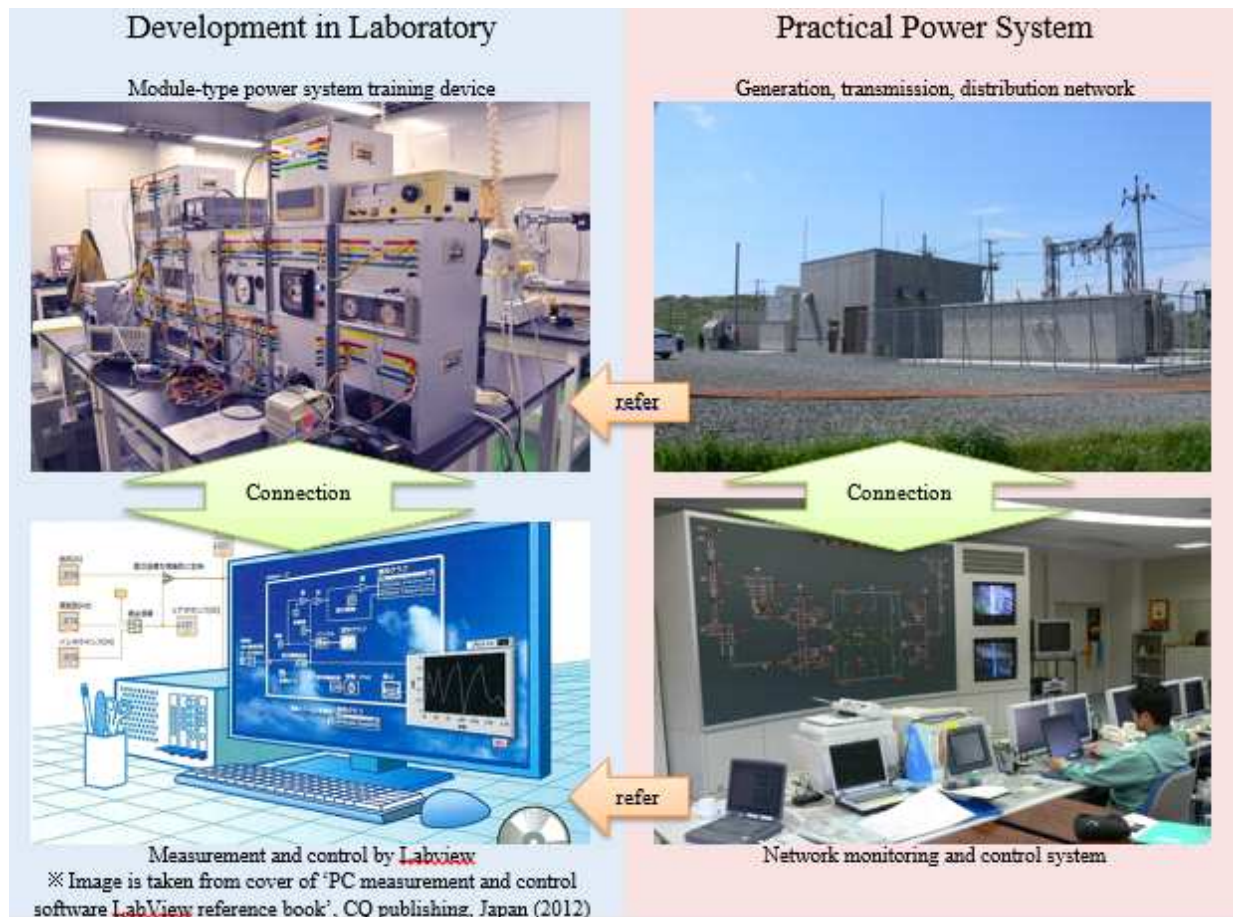 Development in Laboratory
Practical Power System
Module-type power system training device
Generation, transmission, distribution network
refer
Connection
Connection
refer
Measurement and control by Labview
Network monitoring and control system
※ Image is taken from cover of ‘PC measurement and control
software LabView reference book’, CQ publishing, Japan (2012)